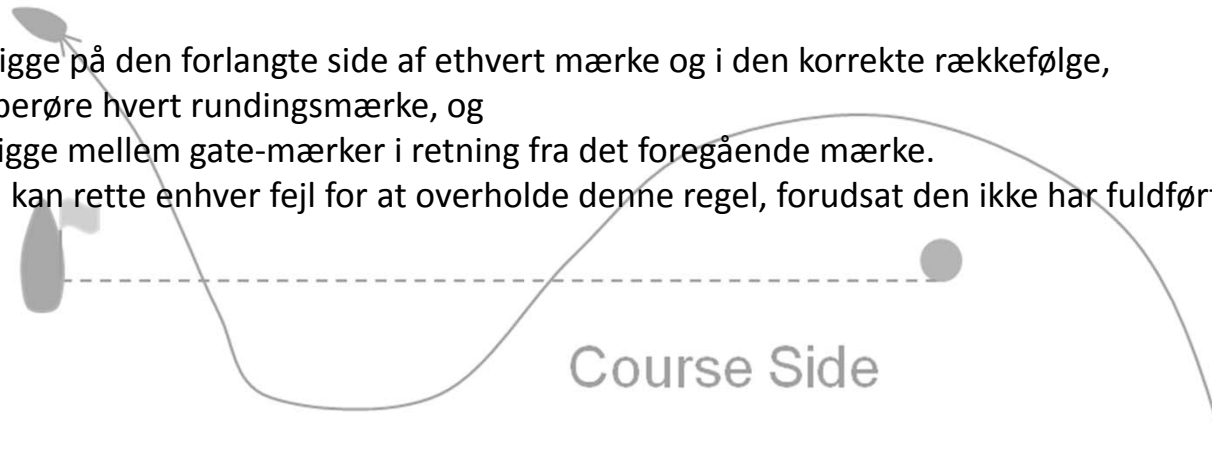 igge på den forlangte side af ethvert mærke og i den korrekte rækkefølge,
berøre hvert rundingsmærke, og
igge mellem gate-mærker i retning fra det foregående mærke.
kan rette enhver fejl for at overholde denne regel, forudsat den ikke har fuldført
Course Side